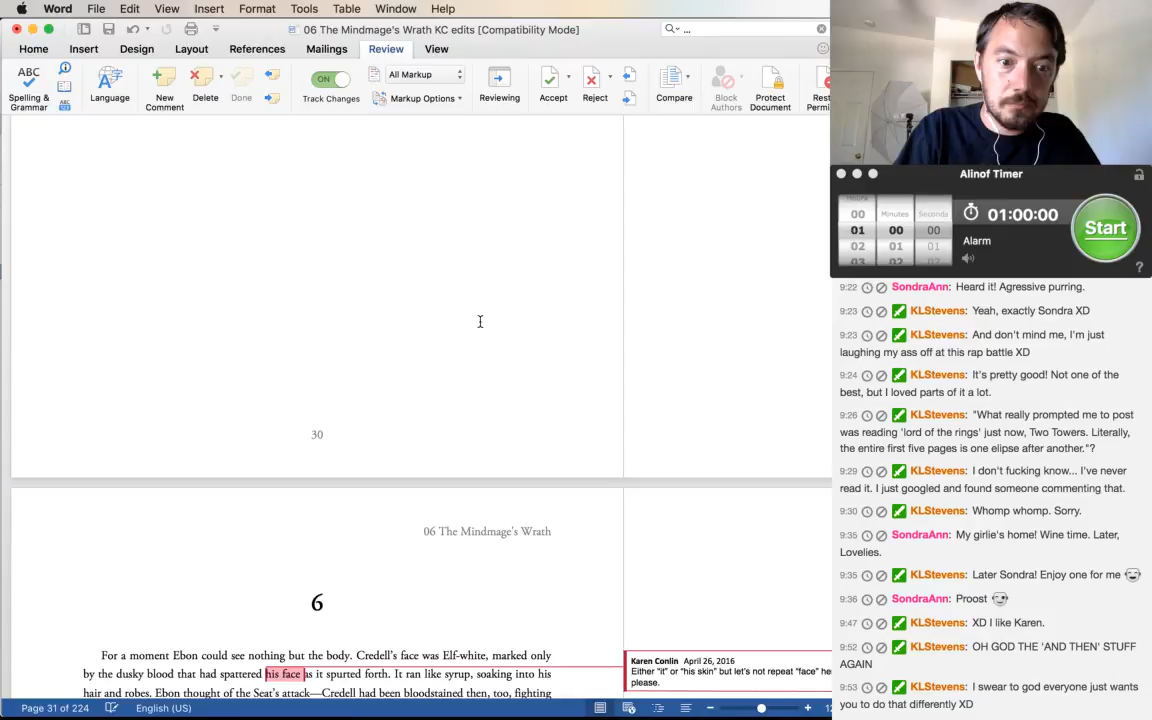 Word File Edit View Insert Format Tools Table Window Help
06 The Mindmage's Wrath KC edits [Compatibility Mode]
...
Home Insert Design Layout References Mailings Review View
ABC
Spelling & Grammar
ABC
Language
New Comment
Delete
Done
ON
Track Changes
All Markup
Markup Options
Reviewing
Accept
Reject
Compare
Block Authors
Protect Document
30
06 The Mindmage's Wrath
6
For a moment Ebon could see nothing but the body. Credell's face was Elf-white, marked only
by the dusky blood that had spattered his face as it spurted forth. It ran like syrup, soaking into his
hair and robes. Ebon thought of the Seat's attack—Credell had been bloodstained then, too, fighting
Karen Conlin April 26, 2016
Either "it" or "his skin" but let's not repeat "face"
please.
Page 31 of 224 English (US)
Alinof Timer
Hours Minutes Seconds
00
01 00 00
02 01 01
03 02 02
01:00:00
Alarm
Start
?
9:22 SondraAnn: Heard it! Agressive purring.
9:23 KLStevens: Yeah, exactly Sondra XD
9:23 KLStevens: And don't mind me, I'm just
laughing my ass off at this rap battle XD
9:24 KLStevens: It's pretty good! Not one of the
best, but I loved parts of it a lot.
9:26 KLStevens: "What really prompted me to post
was reading 'lord of the rings' just now, Two Towers. Literally,
the entire first five pages is one elipse after another."?
9:29 KLStevens: I don't fucking know... I've never
read it. I just googled and found someone commenting that.
9:30 KLStevens: Whomp whomp. Sorry.
9:35 SondraAnn: My girlie's home! Wine time. Later,
Lovelies.
9:35 KLStevens: Later Sondra! Enjoy one for me
9:36 SondraAnn: Proost
9:47 KLStevens: XD I like Karen.
9:52 KLStevens: OH GOD THE 'AND THEN' STUFF
AGAIN
9:53 KLStevens: I swear to god everyone just wants
you to do that differently XD